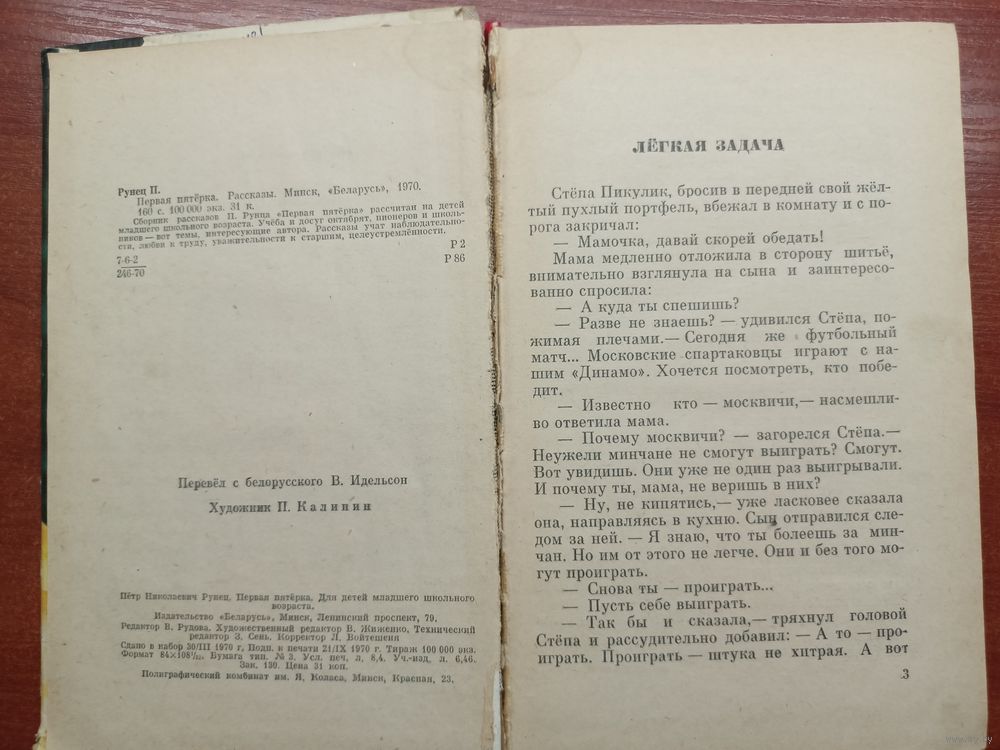 Рунец П.
Первая пятёрка. Рассказы. Минск, «Беларусь», 1970.
160 с. 100 000 экз. 31 к.
Сборник рассказов П. Рунца «Первая пятёрка» рассчитан на детей
младшего школьного возраста. Учёба и досуг октябрят, пионеров и школь-
ников — вот темы, интересующие автора. Рассказы учат наблюдательно-
сти, любви к труду, уважительности к старшим, целеустремлённости.
7-6-2
246-70
Р 2
Р 86
Перевёл с белорусского В. Идельсон
Художник П. Калинин
Пётр Николаевич Рунец. Первая пятёрка. Для детей младшего школьного
возраста.
Издательство «Беларусь», Минск, Ленинский проспект, 79.
Редактор В. Рудова. Художественный редактор В. Жиженко, Технический
редактор З. Сень. Корректор Л. Войтешеня
Сдано в набор 30/III 1970 г. Подп. к печати 21/IX 1970 г. Тираж 100 000 экз.
Формат 84×108¹/₃₂. Бумага тип. № 3. Усл. печ. л. 8,4. Уч.-изд. л. 6,46.
Зак. 130. Цена 31 коп.
Полиграфический комбинат им. Я. Коласа, Минск, Красная, 23.
ЛЁГКАЯ ЗАДАЧА
Стёпа Пикулик, бросив в передней свой жёл-
тый пухлый портфель, вбежал в комнату и с по-
рога закричал:
— Мамочка, давай скорей обедать!
Мама медленно отложила в сторону шитьё,
внимательно взглянула на сына и заинтересо-
ванно спросила:
— А куда ты спешишь?
— Разве не знаешь? — удивился Стёпа, по-
жимая плечами.— Сегодня же футбольный
матч... Московские спартаковцы играют с на-
шим «Динамо». Хочется посмотреть, кто побе-
дит.
— Известно кто — москвичи,— насмешли-
во ответила мама.
— Почему москвичи? — загорелся Стёпа.—
Неужели минчане не смогут выиграть? Смогут.
Вот увидишь. Они уже не один раз выигрывали.
И почему ты, мама, не веришь в них?
— Ну, не кипятись,— уже ласковее сказала
она, направляясь в кухню. Сын отправился сле-
дом за ней. — Я знаю, что ты болеешь за мин-
чан. Но им от этого не легче. Они и без того мо-
гут проиграть.
— Снова ты — проиграть...
— Пусть себе выиграть.
— Так бы и сказала,— тряхнул головой
Стёпа и рассудительно добавил: — А то — про-
играть. Проиграть — штука не хитрая. А вот
3